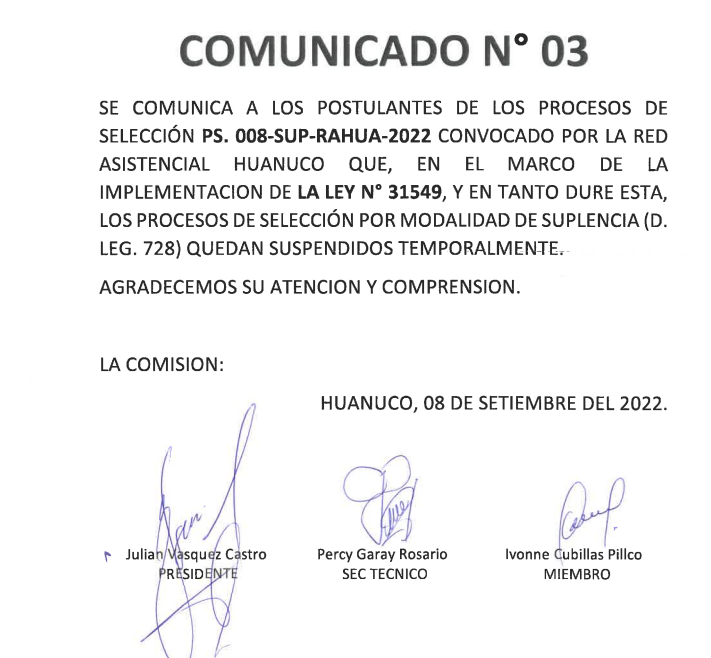 COMUNICADO N° 03
SE COMUNICA A LOS POSTULANTES DE LOS PROCESOS DE
SELECCIÓN PS. 008-SUP-RAHUA-2022 CONVOCADO POR LA RED
ASISTENCIAL HUANUCO QUE, EN EL MARCO DE LA
IMPLEMENTACION DE LA LEY N° 31549, Y EN TANTO DURE ESTA,
LOS PROCESOS DE SELECCIÓN POR MODALIDAD DE SUPLENCIA (D.
LEG. 728) QUEDAN SUSPENDIDOS TEMPORALMENTE.
AGRADECEMOS SU ATENCION Y COMPRENSION.
LA COMISION:
HUANUCO, 08 DE SETIEMBRE DEL 2022.
Julian Vasquez Castro Percy Garay Rosario Ivonne Cubillas Pillco
PRESIDENTE SEC TECNICO MIEMBRO